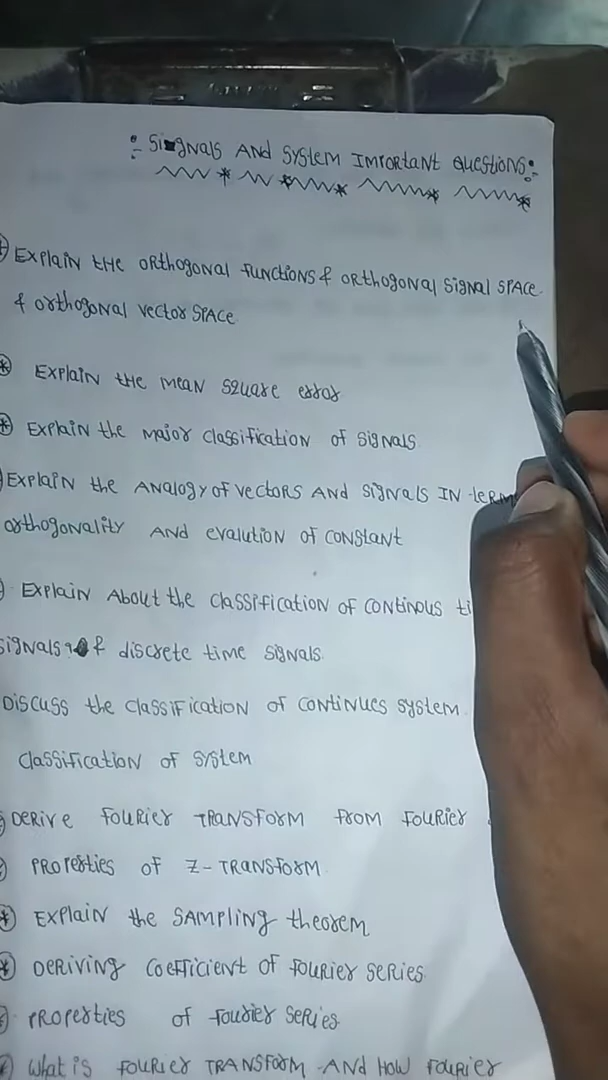 :- SIGNALS AND SYSTEM IMPORTANT QUESTIONS:-
EXPLAIN THE ORTHOGONAL FUNCTIONS & ORTHOGONAL SIGNAL SPACE
& ORTHOGONAL VECTOR SPACE
EXPLAIN THE MEAN SQUARE ERROR
EXPLAIN THE MAJOR CLASSIFICATION OF SIGNALS
EXPLAIN THE ANALOGY OF VECTORS AND SIGNALS IN TERM
ORTHOGONALITY AND EVALUTION OF CONSTANT
EXPLAIN ABOUT THE CLASSIFICATION OF CONTINOUS TI
SIGNALS & DISCRETE TIME SIGNALS.
DISCUSS THE CLASSIFICATION OF CONTINUES SYSTEM
CLASSIFICATION OF SYSTEM
DERIVE FOURIER TRANSFORM FROM FOURIER
PROPERTIES OF Z-TRANSFORM
EXPLAIN THE SAMPLING THEOREM
DERIVING COEFFICIENT OF FOURIER SERIES
PROPERTIES OF FOURIER SERIES.
WHAT IS FOURIER TRANSFORM AND HOW FOURIER